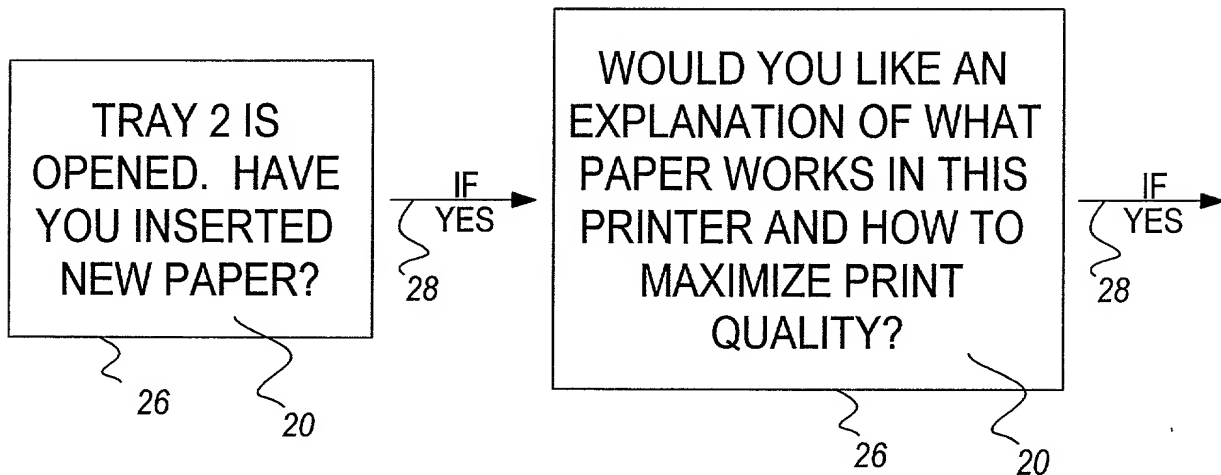 TRAY 2 IS
OPENED. HAVE
YOU INSERTED
NEW PAPER?
26
20
IF
YES
28
WOULD YOU LIKE AN
EXPLANATION OF WHAT
PAPER WORKS IN THIS
PRINTER AND HOW TO
MAXIMIZE PRINT
QUALITY?
26
20
IF
YES
28